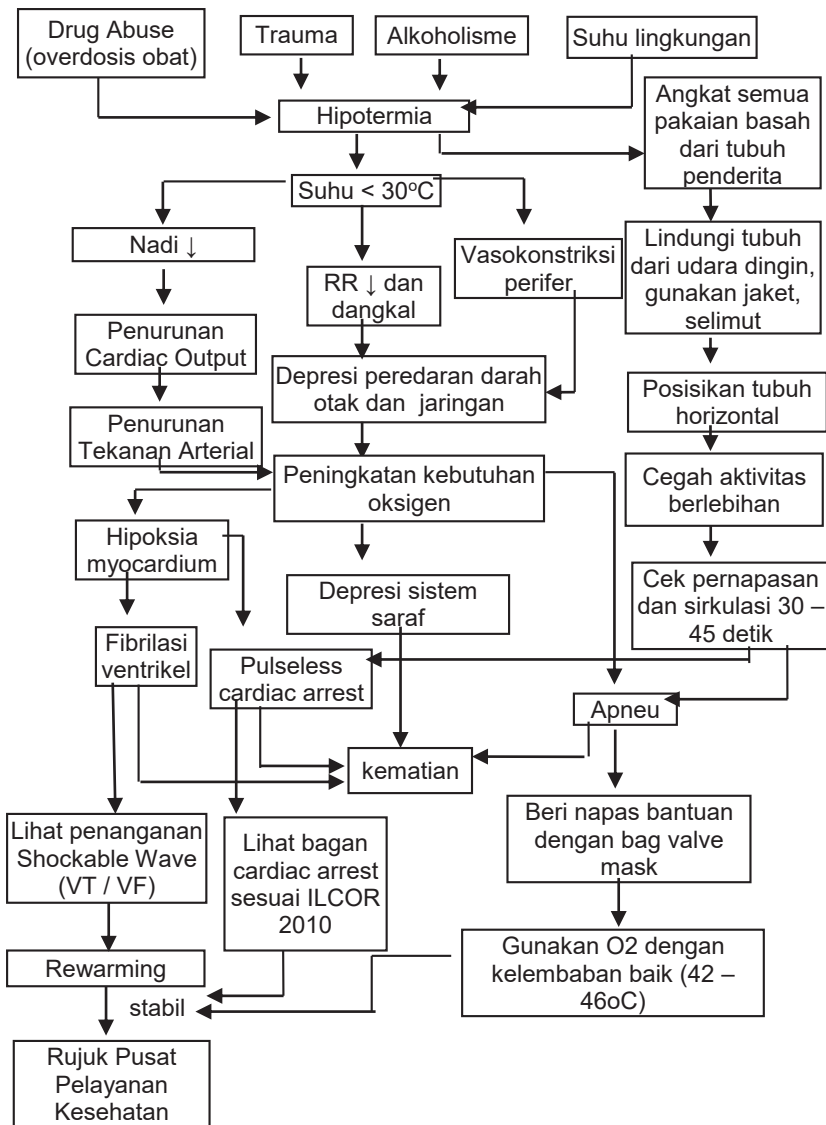 Drug Abuse
(overdosis obat)
Trauma
Alkoholisme
Suhu lingkungan
Hipotermia
Angkat semua
pakaian basah
dari tubuh
penderita
Suhu < 30°C
Nadi ↓
RR ↓ dan
dangkal
Vasokonstriksi
perifer
Lindungi tubuh
dari udara dingin,
gunakan jaket,
selimut
Penurunan
Cardiac Output
Depresi peredaran darah
otak dan jaringan
Posisikan tubuh
horizontal
Penurunan
Tekanan Arterial
Peningkatan kebutuhan
oksigen
Cegah aktivitas
berlebihan
Hipoksia
myocardium
Depresi sistem
saraf
Cek pernapasan
dan sirkulasi 30 –
45 detik
Fibrilasi
ventrikel
Pulseless
cardiac arrest
Apneu
kematian
Lihat penanganan
Shockable Wave
(VT / VF)
Lihat bagan
cardiac arrest
sesuai ILCOR
2010
Beri napas bantuan
dengan bag valve
mask
Rewarming
Gunakan O2 dengan
kelembaban baik (42 –
46oC)
stabil
Rujuk Pusat
Pelayanan
Kesehatan